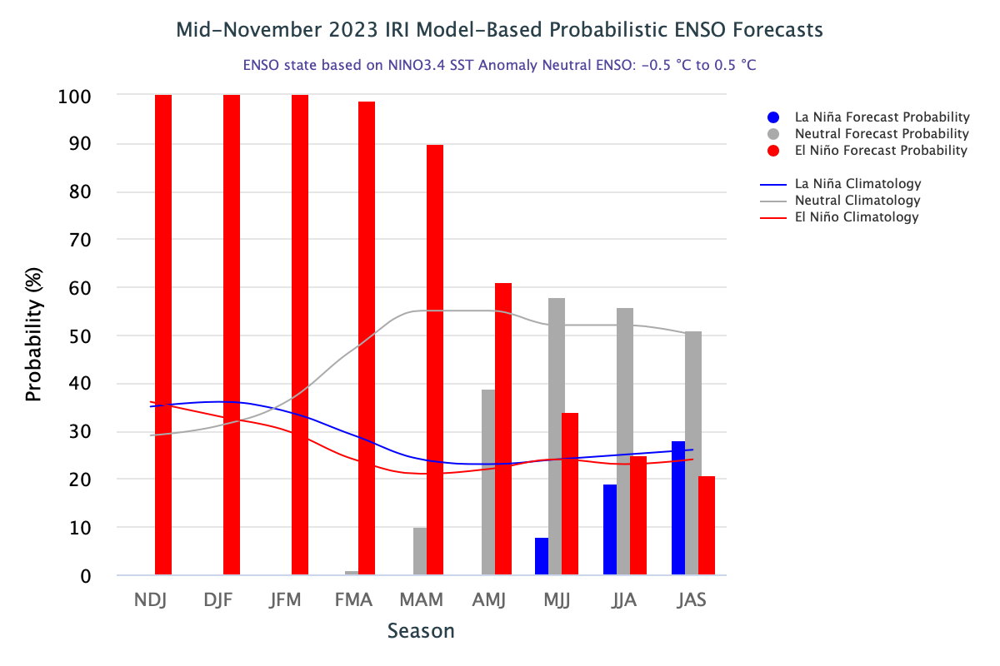 Mid−November 2023 IRI Model−Based Probabilistic ENSO Forecasts
ENSO state based on NINO3.4 SST Anomaly Neutral ENSO: −0.5 °C to 0.5 °C
Probability (%)
100
90
80
70
60
50
40
30
20
10
0
NDJ DJF JFM FMA MAM AMJ MJJ JJA JAS
Season
La Niña Forecast Probability
Neutral Forecast Probability
El Niño Forecast Probability
La Niña Climatology
Neutral Climatology
El Niño Climatology